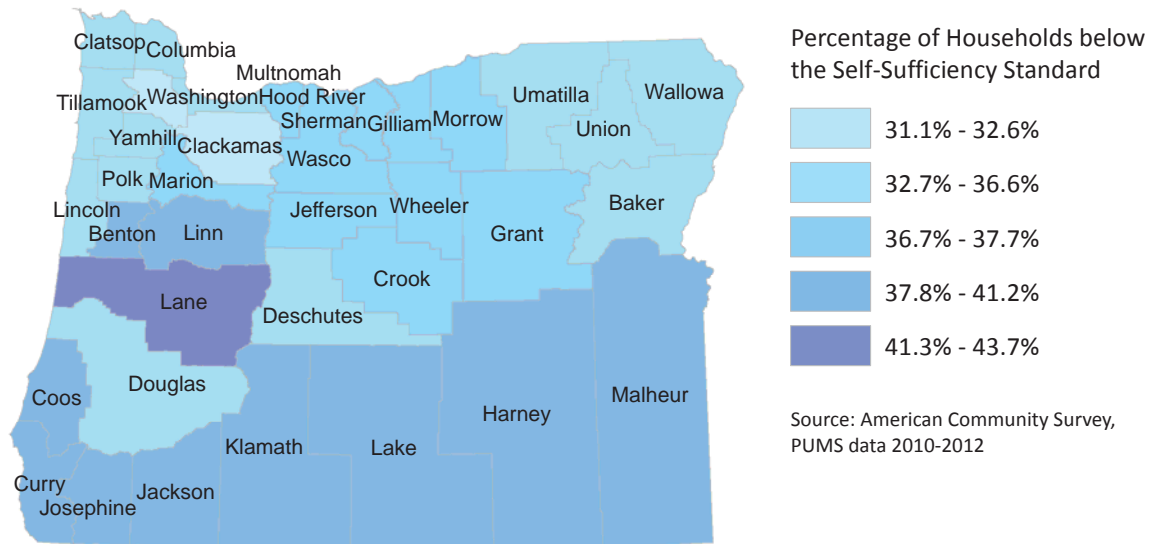 Clatsop
Columbia
Multnomah
Tillamook
Washington
Hood River
Sherman
Gilliam
Morrow
Umatilla
Wallowa
Union
Yamhill
Clackamas
Wasco
Polk
Marion
Lincoln
Benton
Linn
Jefferson
Wheeler
Grant
Baker
Crook
Lane
Deschutes
Douglas
Coos
Klamath
Lake
Harney
Malheur
Curry
Josephine
Jackson
Percentage of Households below
the Self-Sufficiency Standard
31.1% - 32.6%
32.7% - 36.6%
36.7% - 37.7%
37.8% - 41.2%
41.3% - 43.7%
Source: American Community Survey,
PUMS data 2010-2012